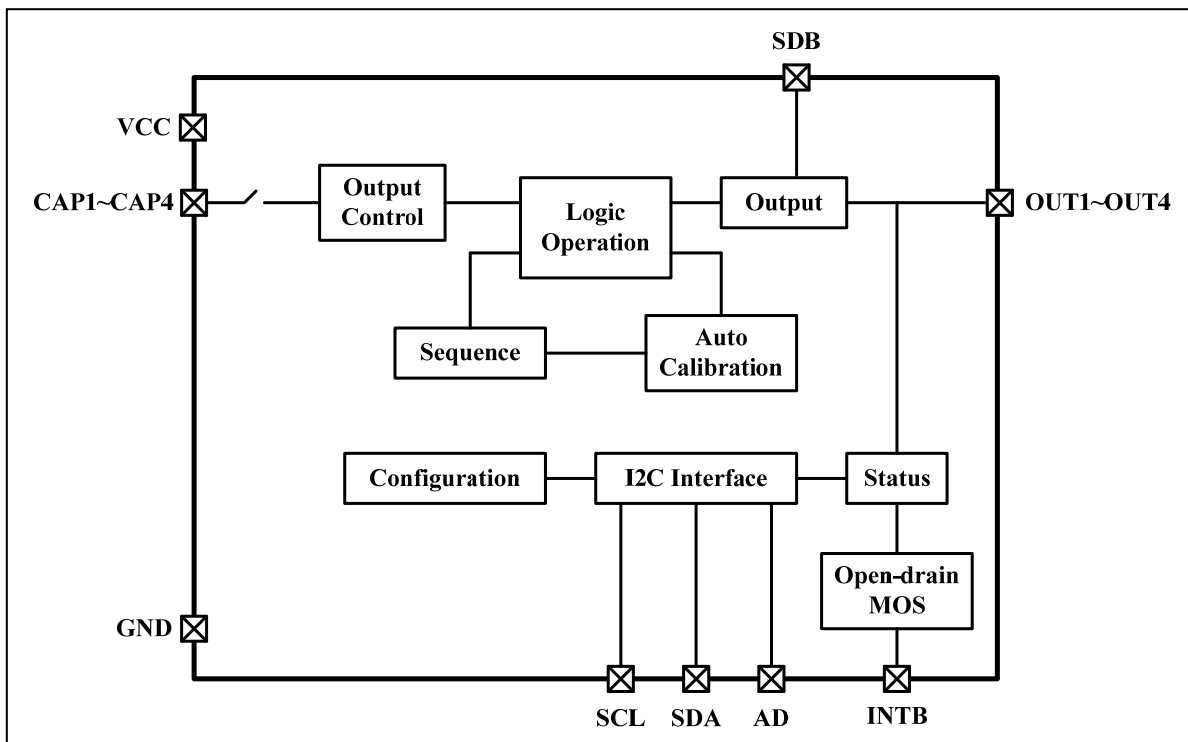 SDB
VCC
CAP1~CAP4
Output
Control
Logic
Operation
Output
OUT1~OUT4
Sequence
Auto
Calibration
Configuration
I2C Interface
Status
Open-drain
MOS
GND
SCL
SDA
AD
INTB